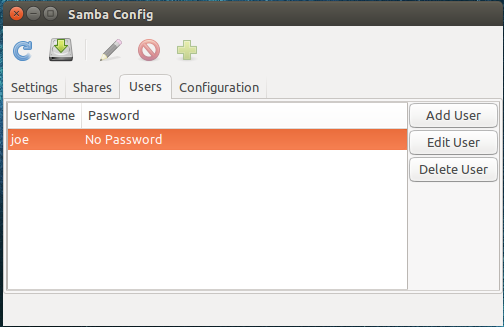 Samba Config
Settings Shares Users Configuration
UserName Pasword
joe No Password
Add User
Edit User
Delete User